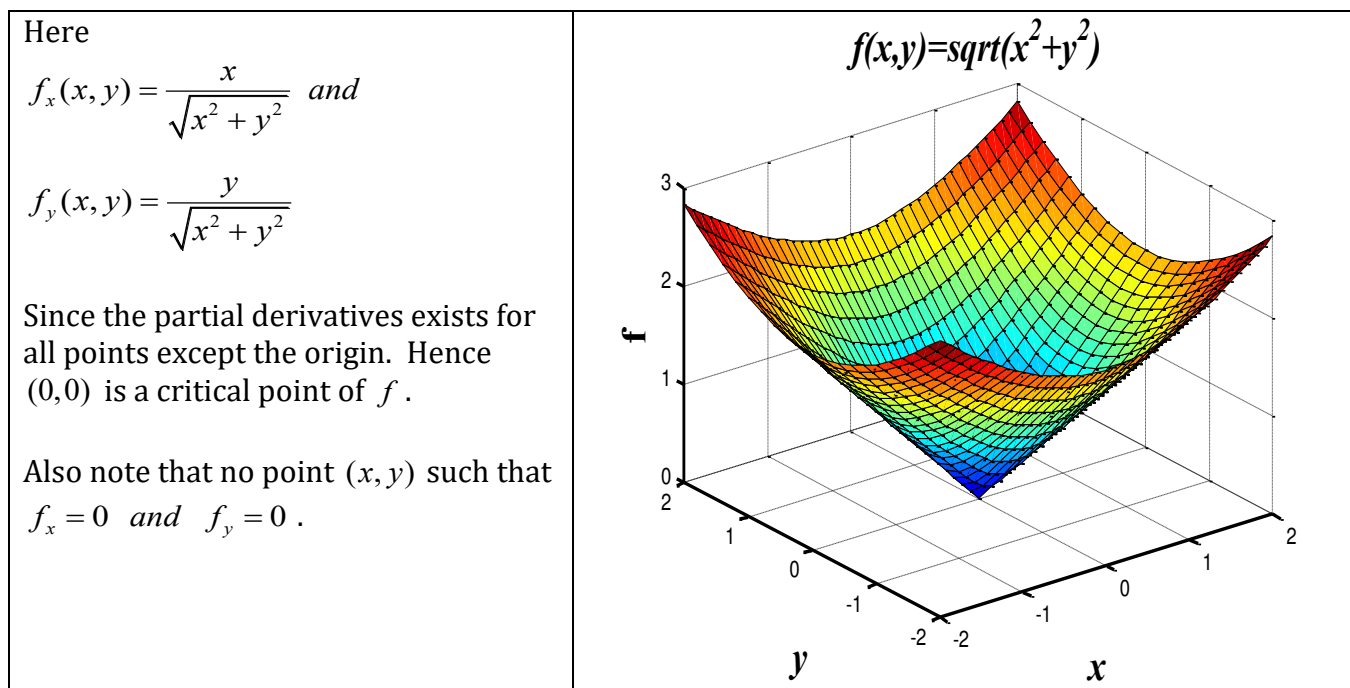 Here
f_x(x, y) = x / √(x² + y²) and
f_y(x, y) = y / √(x² + y²)
Since the partial derivatives exists for
all points except the origin. Hence
(0,0) is a critical point of f .
Also note that no point (x, y) such that
f_x = 0 and f_y = 0 .
f(x,y)=sqrt(x²+y²)
3
2
1
0
f
2
1
0
-1
-2
y
-2
-1
0
1
2
x